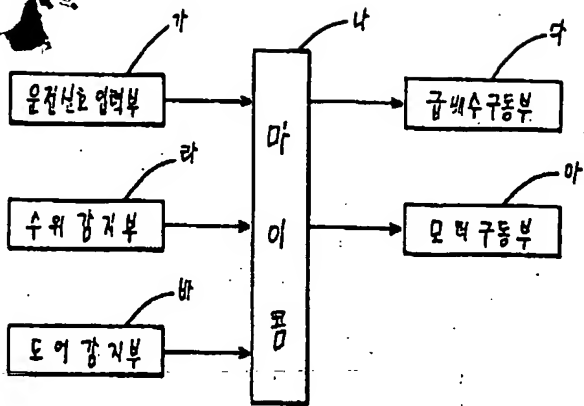 가
나
다
운전신호 입력부
급배수구동부
라
마
수위감지부
마이콤
모터구동부
바
도어감지부